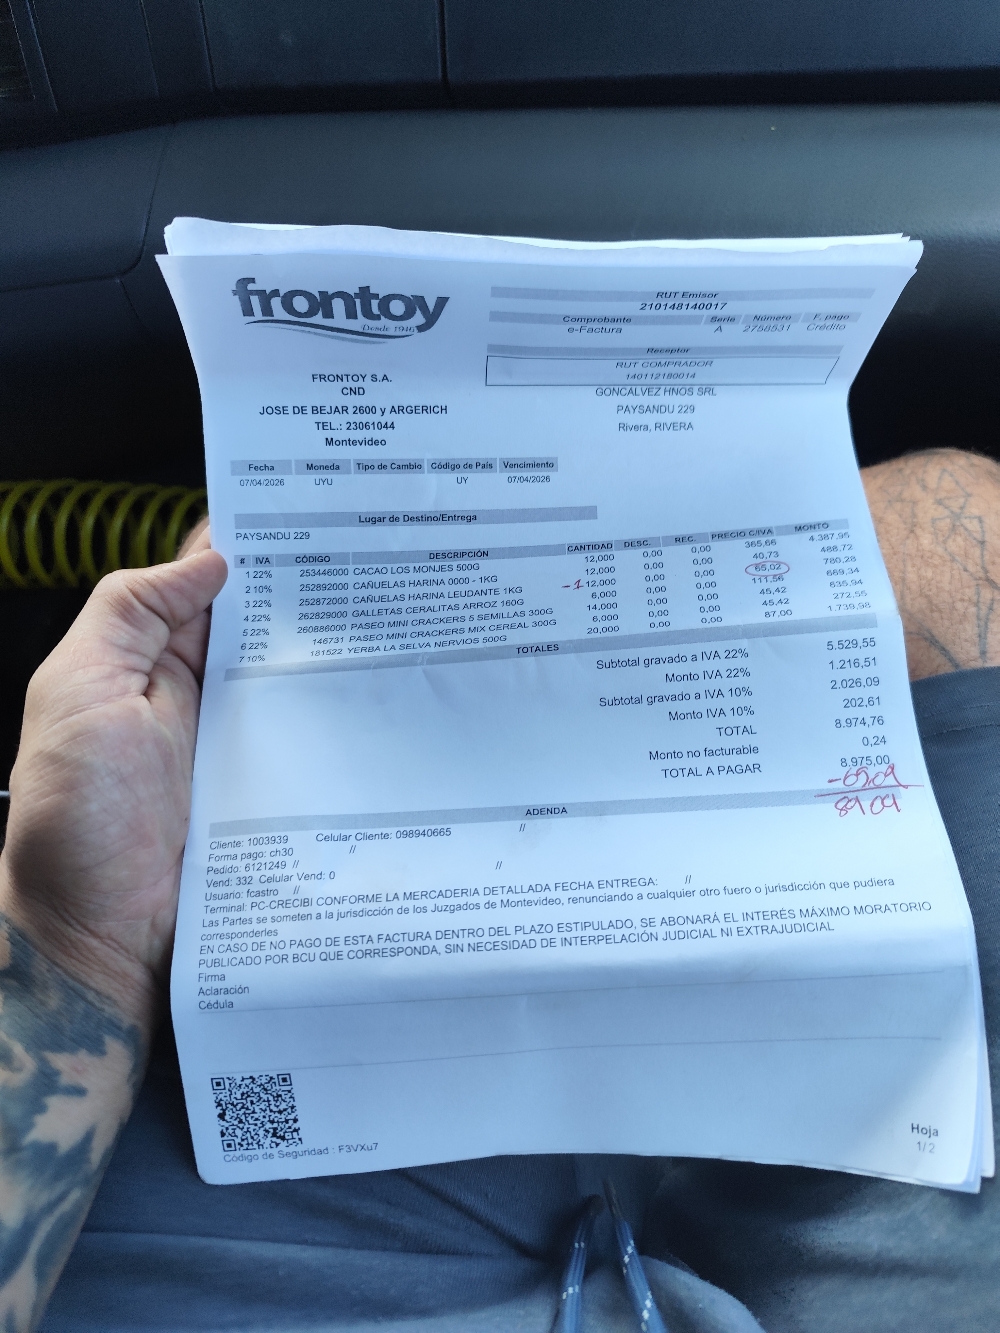 frontoy
Desde 1946
RUT Emisor
210148140017
Comprobante Serie Número F. pago
e-Factura A 2758531 Crédito
Receptor
RUT COMPRADOR
140112180014
GONCALVEZ HNOS SRL
PAYSANDU 229
Rivera, RIVERA
FRONTOY S.A.
CND
JOSE DE BEJAR 2600 y ARGERICH
TEL.: 23061044
Montevideo
Fecha Moneda Tipo de Cambio Código de País Vencimiento
07/04/2026 UYU UY 07/04/2026
Lugar de Destino/Entrega
PAYSANDU 229
# IVA CÓDIGO DESCRIPCIÓN CANTIDAD DESC. REC. PRECIO C/IVA MONTO
1 22% 253446000 CACAO LOS MONJES 500G 12,000 0,00 0,00 365,66 4.387,95
2 10% 252892000 CAÑUELAS HARINA 0000 - 1KG 12,000 0,00 0,00 40,73 488,72
3 22% 252872000 CAÑUELAS HARINA LEUDANTE 1KG -1 12,000 0,00 0,00 65,02 780,28
4 22% 262829000 GALLETAS CERALITAS ARROZ 160G 6,000 0,00 0,00 111,56 669,34
5 22% 260886000 PASEO MINI CRACKERS 5 SEMILLAS 300G 14,000 0,00 0,00 45,42 635,94
6 22% 146731 PASEO MINI CRACKERS MIX CEREAL 300G 6,000 0,00 0,00 45,42 272,55
7 10% 181522 YERBA LA SELVA NERVIOS 500G 20,000 0,00 0,00 87,00 1.739,98
TOTALES
Subtotal gravado a IVA 22% 5.529,55
Monto IVA 22% 1.216,51
Subtotal gravado a IVA 10% 2.026,09
Monto IVA 10% 202,61
TOTAL 8.974,76
Monto no facturable 0,24
TOTAL A PAGAR 8.975,00
8909
ADENDA
Cliente: 1003939 Celular Cliente: 098940665 //
Forma pago: ch30 //
Pedido: 6121249 // //
Vend: 332 Celular Vend: 0
Usuario: fcastro // //
Terminal: PC-CRECIBI CONFORME LA MERCADERIA DETALLADA FECHA ENTREGA:
Las Partes se someten a la jurisdicción de los Juzgados de Montevideo, renunciando a cualquier otro fuero o jurisdicción que pudiera
corresponderles
EN CASO DE NO PAGO DE ESTA FACTURA DENTRO DEL PLAZO ESTIPULADO, SE ABONARÁ EL INTERÉS MÁXIMO MORATORIO
PUBLICADO POR BCU QUE CORRESPONDA, SIN NECESIDAD DE INTERPELACIÓN JUDICIAL NI EXTRAJUDICIAL
Firma
Aclaración
Cédula
Código de Seguridad : F3VXu7
Hoja
1/2